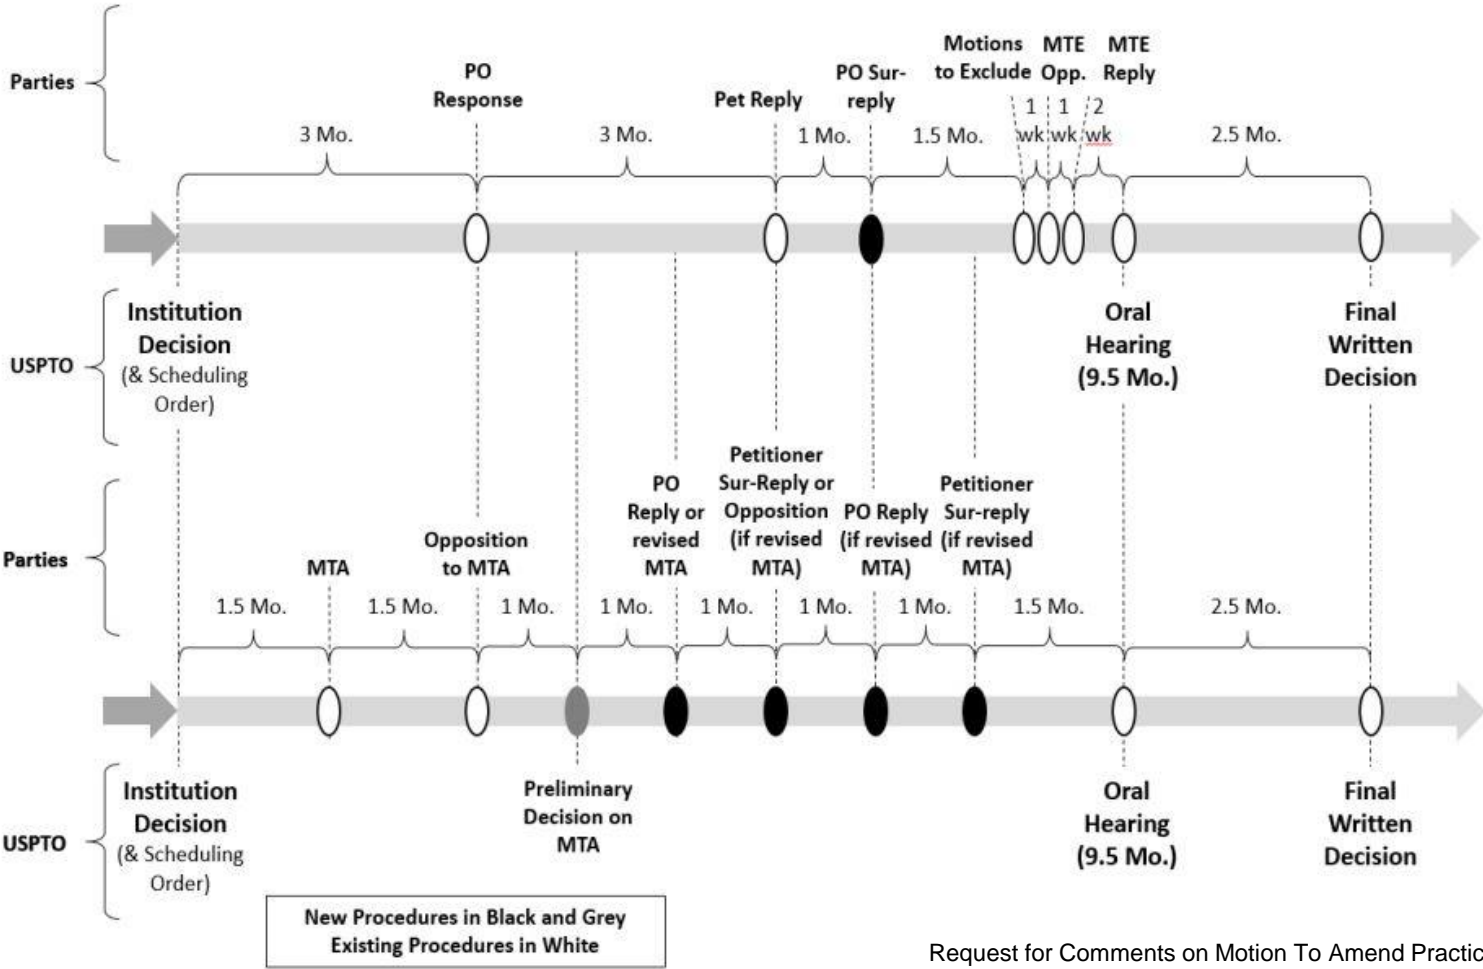 Parties
PO
Response
Pet Reply
PO Sur-
reply
Motions
to Exclude
MTE
Opp.
MTE
Reply
3 Mo.
3 Mo.
1 Mo.
1.5 Mo.
1
wk
1
wk
2
wk
2.5 Mo.
USPTO
Institution
Decision
(& Scheduling
Order)
Oral
Hearing
(9.5 Mo.)
Final
Written
Decision
Parties
MTA
Opposition
to MTA
PO
Reply or
revised
MTA
Petitioner
Sur-Reply or
Opposition
(if revised
MTA)
PO Reply
(if revised
MTA)
Petitioner
Sur-reply
(if revised
MTA)
1.5 Mo.
1.5 Mo.
1 Mo.
1 Mo.
1 Mo.
1 Mo.
1 Mo.
1.5 Mo.
2.5 Mo.
USPTO
Institution
Decision
(& Scheduling
Order)
Preliminary
Decision on
MTA
Oral
Hearing
(9.5 Mo.)
Final
Written
Decision
New Procedures in Black and Grey
Existing Procedures in White
Request for Comments on Motion To Amend Practic